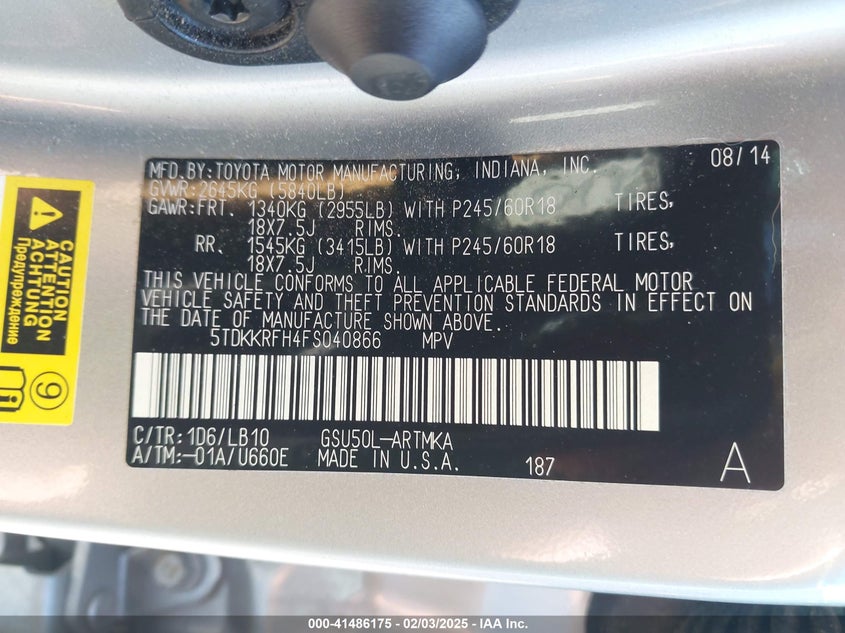 MFD.BY:TOYOTA MOTOR MANUFACTURING, INDIANA, INC. 08/14
GVWR:2645KG (5840LB)
GAWR:FRT. 1340KG (2955LB) WITH P245/60R18 TIRES,
18X7.5J RIMS.
RR. 1545KG (3415LB) WITH P245/60R18 TIRES,
18X7.5J RIMS.
THIS VEHICLE CONFORMS TO ALL APPLICABLE FEDERAL MOTOR
VEHICLE SAFETY AND THEFT PREVENTION STANDARDS IN EFFECT ON
THE DATE OF MANUFACTURE SHOWN ABOVE.
5TDKKRFH4FS040866 MPV
C/TR:1D6/LB10 GSU50L-ARTMKA
A/TM:-01A/U660E MADE IN U.S.A. 187 A
CAUTION
ATTENTION
ACHTUNG
Предупреждение
9
000-41486175 - 02/03/2025 - IAA Inc.